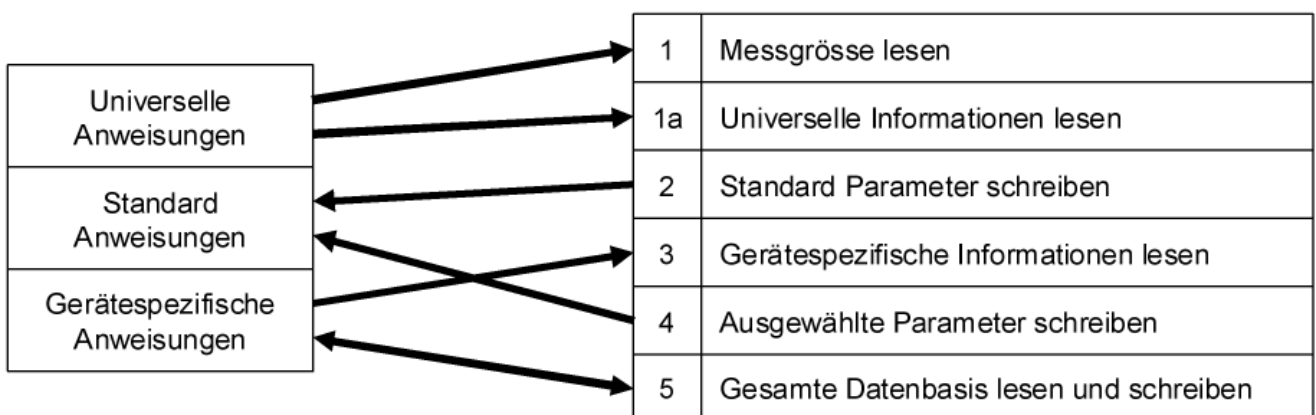 Universelle
Anweisungen
Standard
Anweisungen
Gerätespezifische
Anweisungen
1 Messgrösse lesen
1a Universelle Informationen lesen
2 Standard Parameter schreiben
3 Gerätespezifische Informationen lesen
4 Ausgewählte Parameter schreiben
5 Gesamte Datenbasis lesen und schreiben